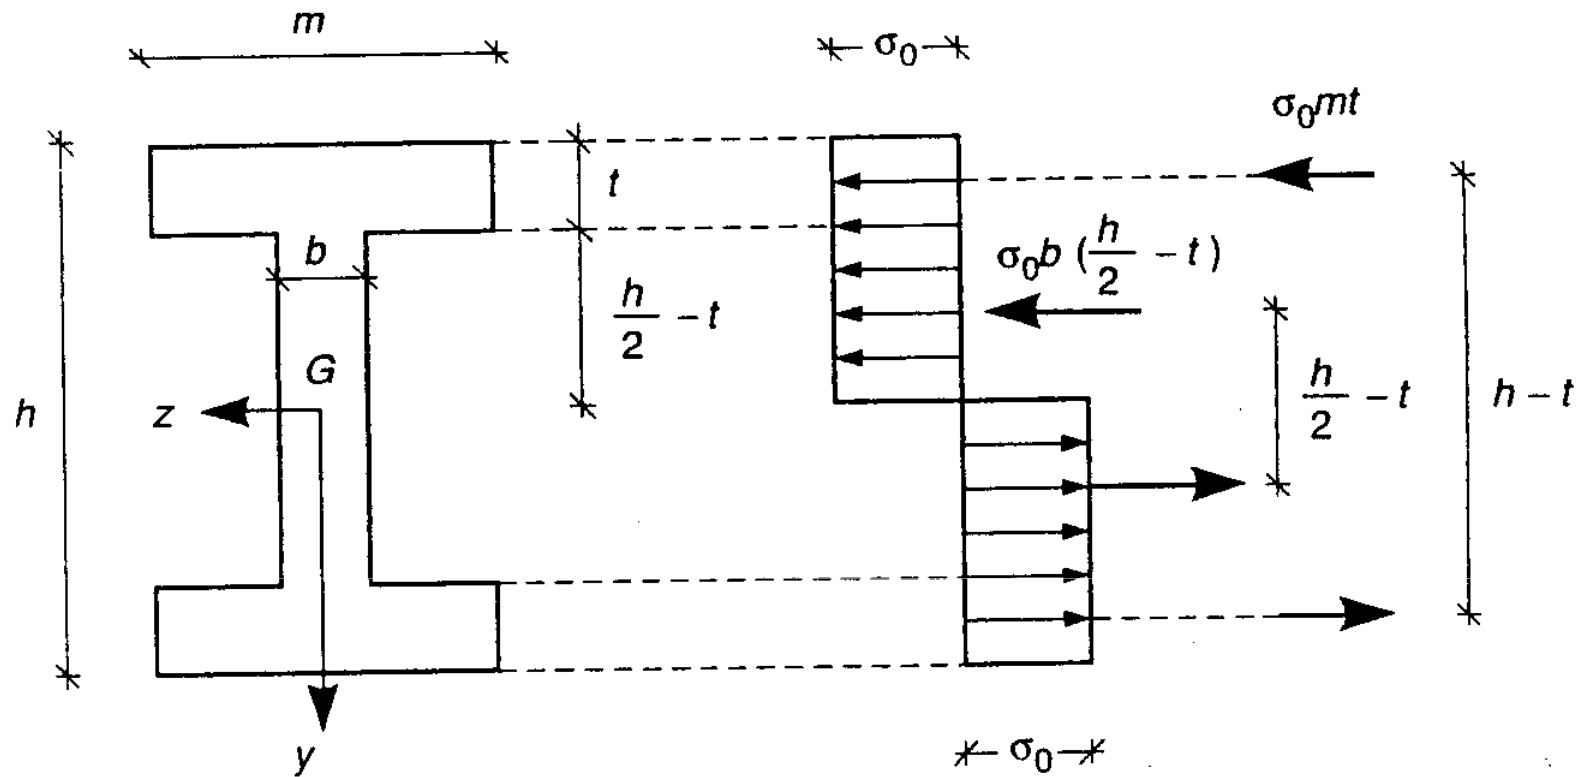 m
σ₀
σ₀mt
t
b
σ₀b (h/2 − t)
h/2 − t
G
h
z
h/2 − t
h − t
y
σ₀